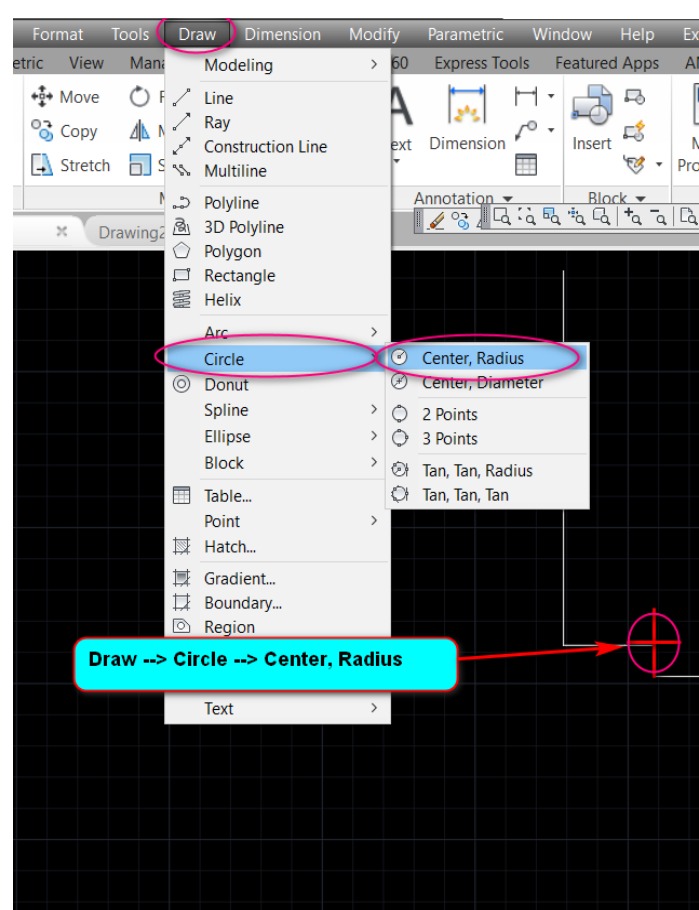 Format Tools Draw Dimension Modify Parametric Window Help
View 60 Express Tools Featured Apps
Modeling
Move
Copy
Stretch
Dimension
Insert
Annotation
Block
Line
Ray
Construction Line
Multiline
Polyline
3D Polyline
Polygon
Rectangle
Helix
Arc
Circle
Donut
Spline
Ellipse
Block
Table...
Point
Hatch...
Gradient...
Boundary...
Region
Text
Center, Radius
Center, Diameter
2 Points
3 Points
Tan, Tan, Radius
Tan, Tan, Tan
Draw --> Circle --> Center, Radius